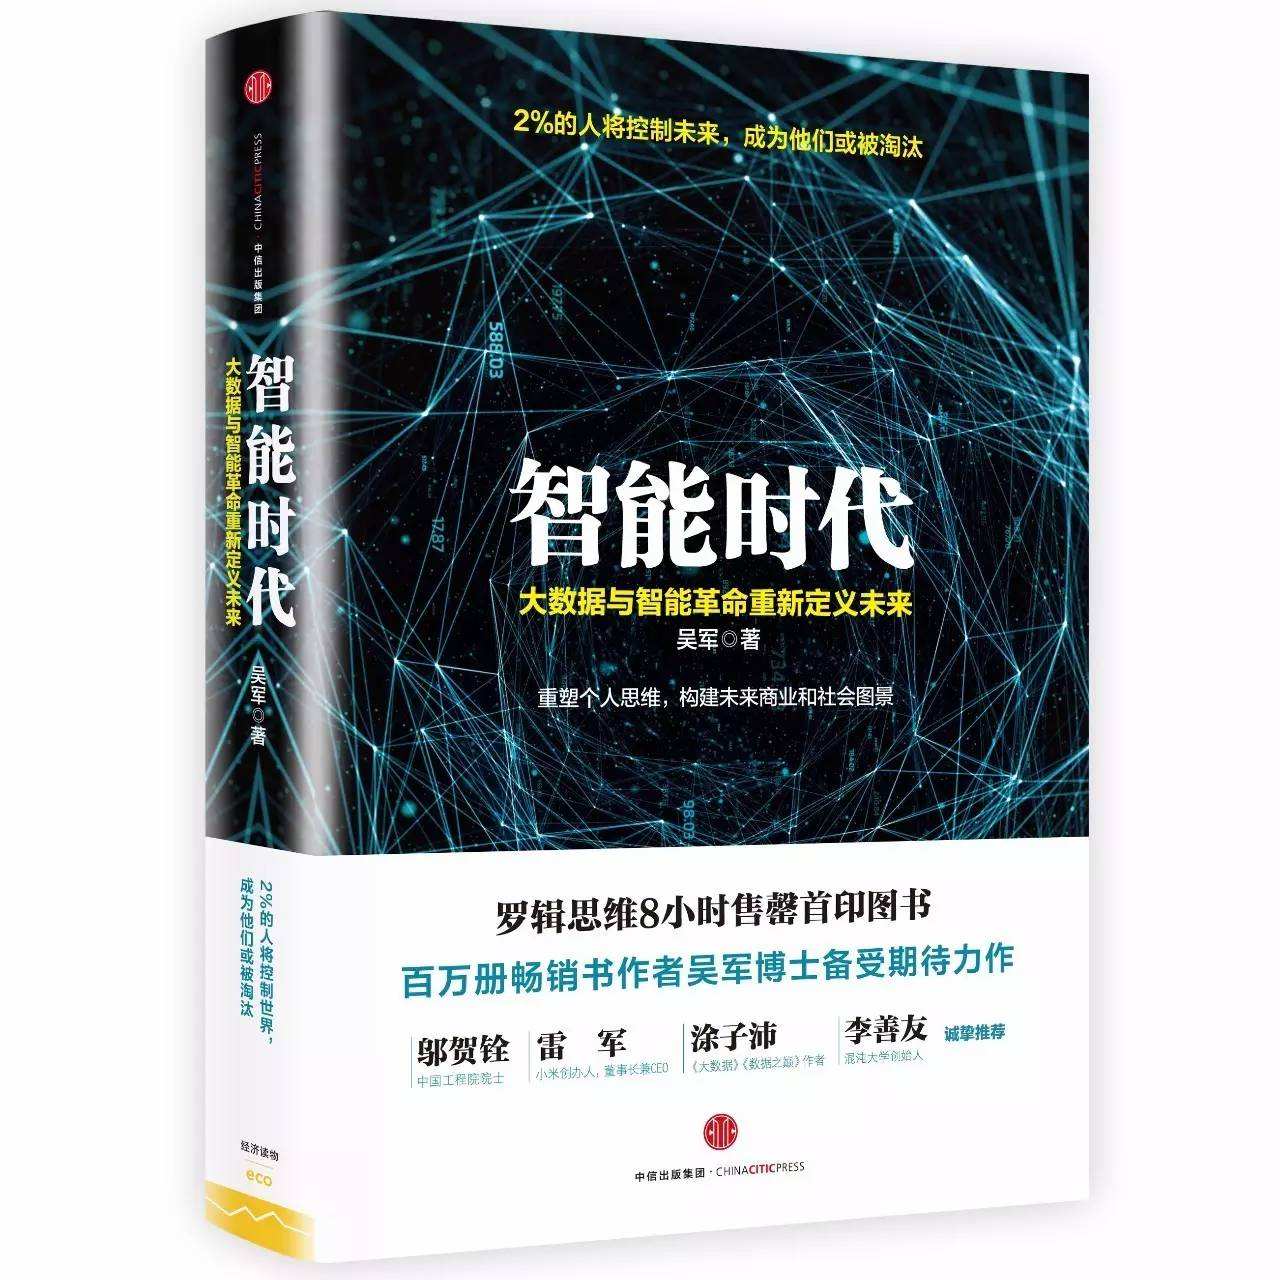 2%的人将控制未来，成为他们或被淘汰
588.03
17.87
98.03
智能时代
大数据与智能革命重新定义未来
吴军◎著
重塑个人思维，构建未来商业和社会图景
罗辑思维8小时售罄首印图书
百万册畅销书作者吴军博士备受期待力作
邬贺铨
中国工程院院士
雷 军
小米创办人，董事长兼CEO
涂子沛
《大数据》《数据之巅》作者
李善友
混沌大学创始人
诚挚推荐
中信出版集团·CHINACITICPRESS
中信出版集团·CHINACITICPRESS
智能时代
大数据与智能革命重新定义未来
吴军◎著
2%的人将控制世界，
成为他们或被淘汰
经济读物
eco